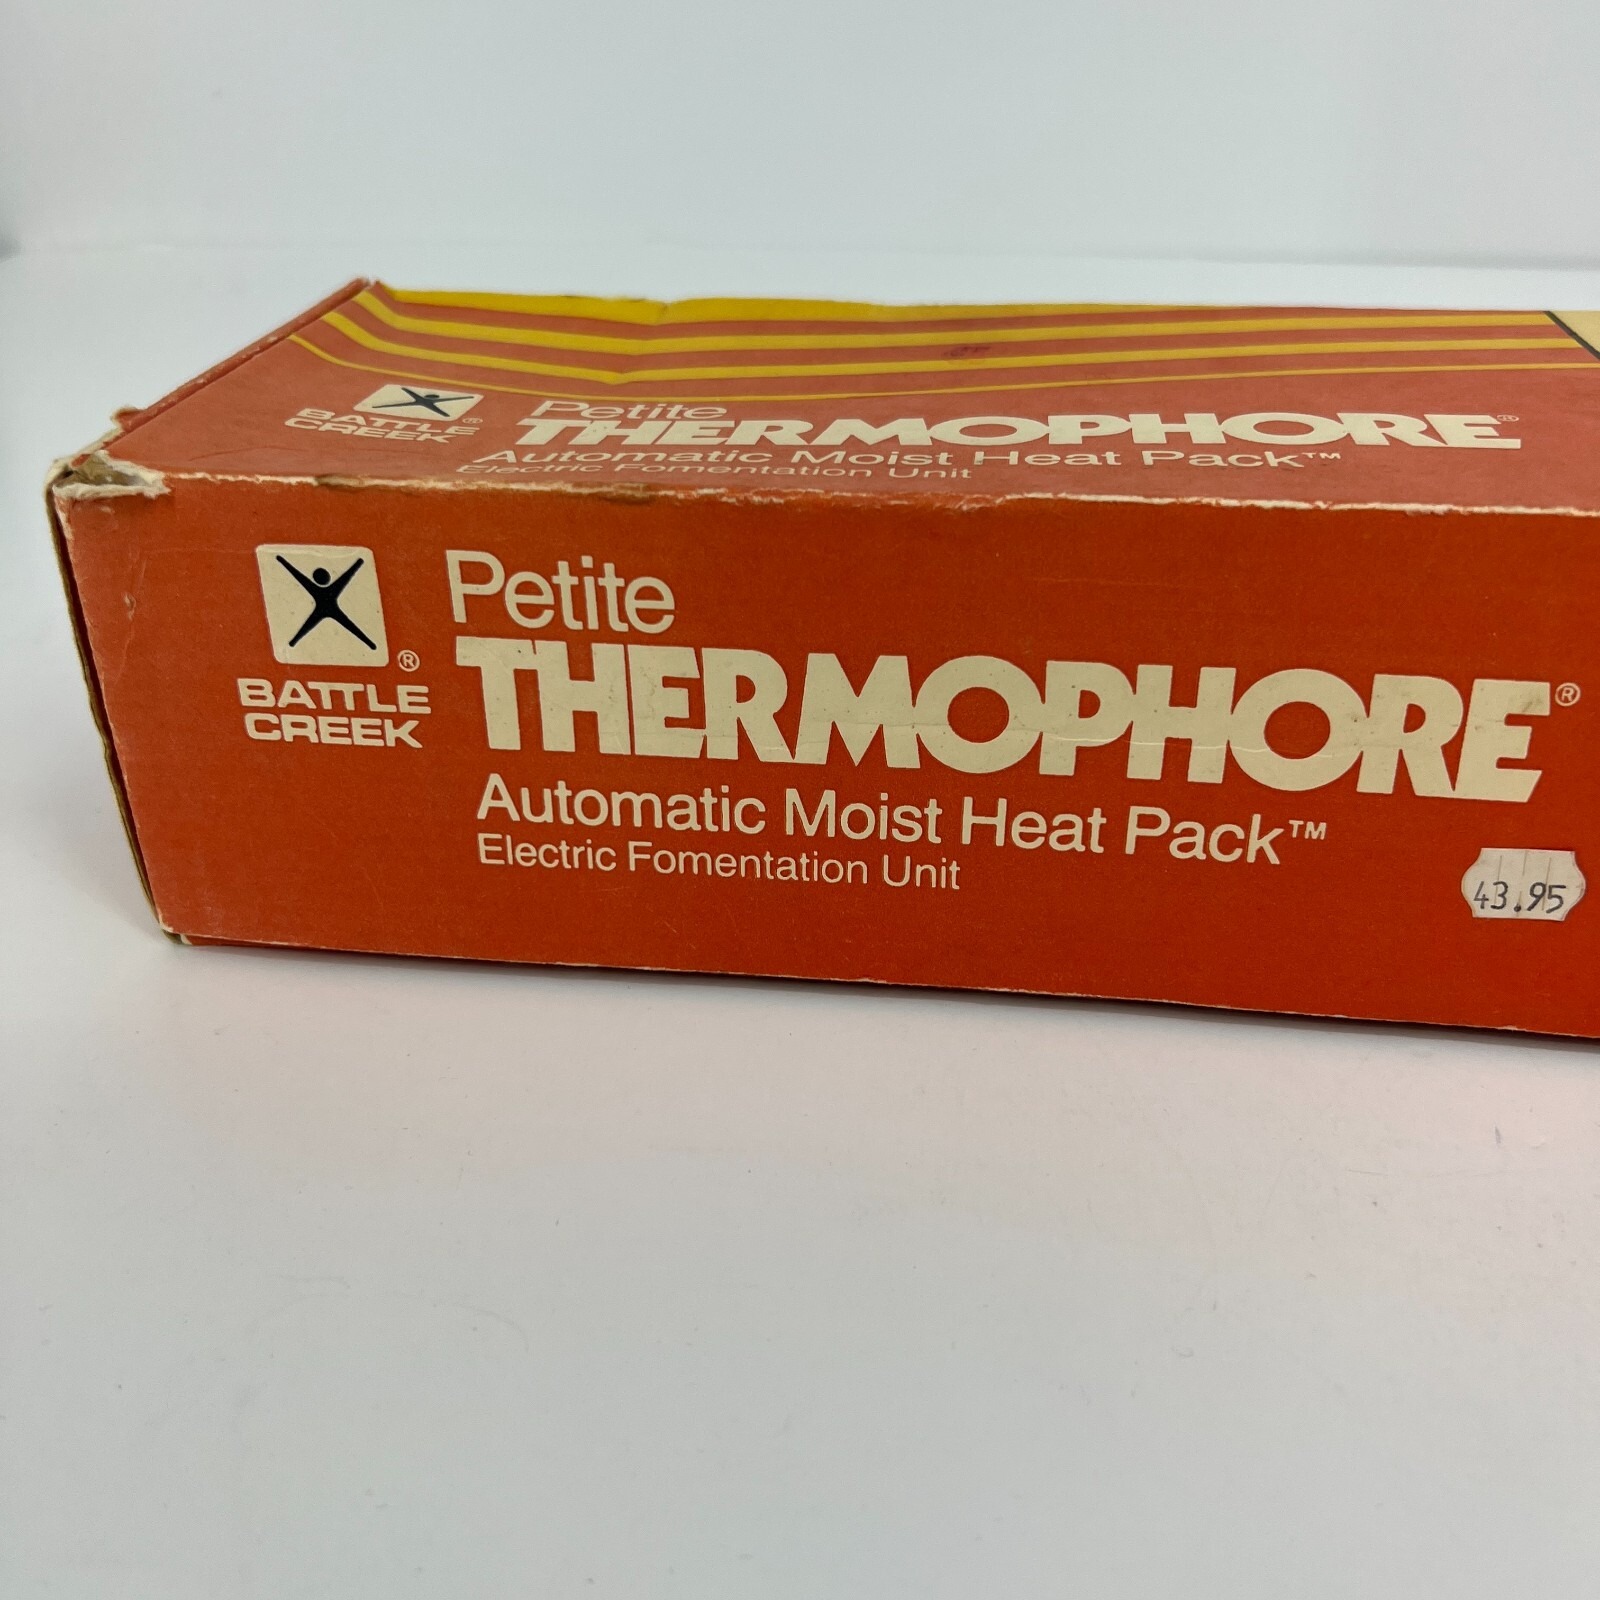 BATTLE
CREEK®
Petite
THERMOPHORE®
Automatic Moist Heat Pack™
Electric Fomentation Unit
BATTLE
CREEK
®
Petite
THERMOPHORE®
Automatic Moist Heat Pack™
Electric Fomentation Unit
43.95